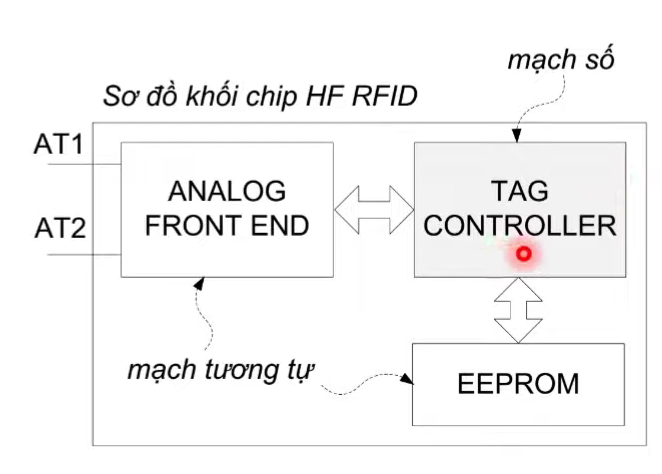 mạch số
Sơ đồ khối chip HF RFID
AT1
ANALOG
FRONT END
TAG
CONTROLLER
AT2
mạch tương tự
EEPROM